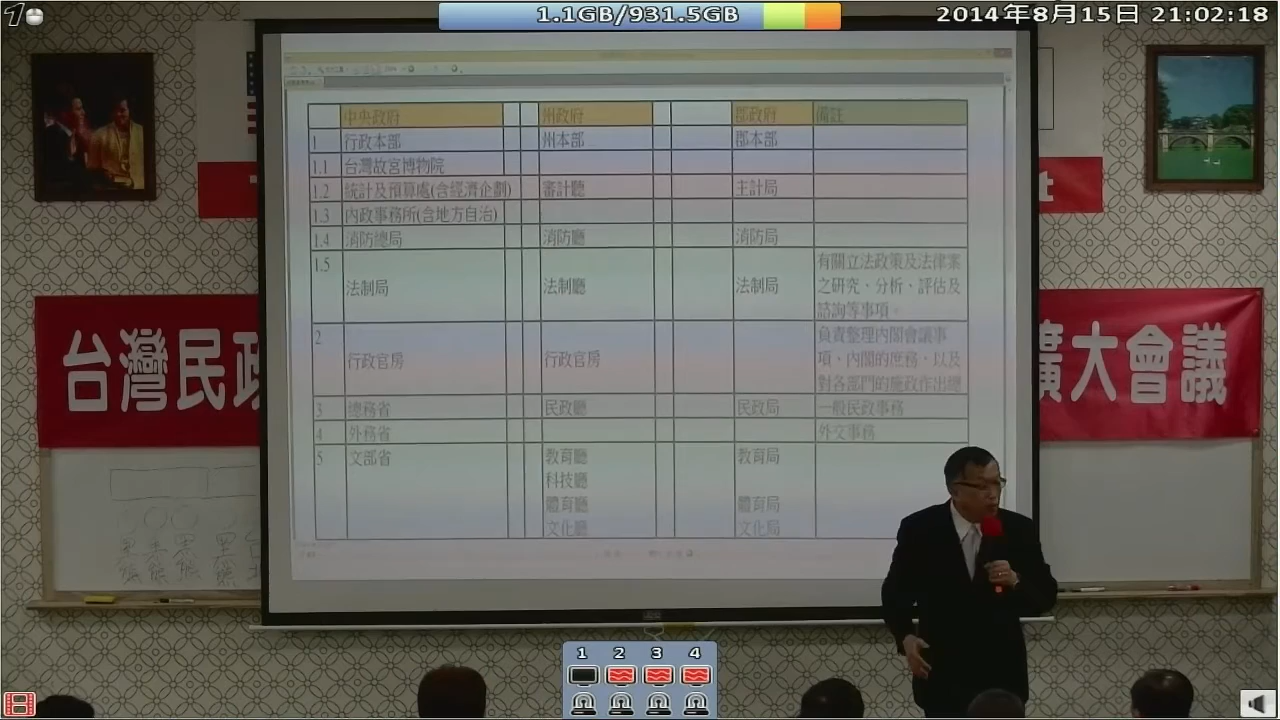 1
1.1GB/931.5GB
2014年8月15日 21:02:18
中央政府 州政府 郡政府 備註
1 行政本部 州本部 郡本部
1.1 台灣故宮博物院
1.2 統計及預算處(含經濟企劃) 審計廳 主計局
1.3 內政事務所(含地方自治)
1.4 消防總局 消防廳 消防局
1.5 法制局 法制廳 法制局 有關立法政策及法律案
之研究、分析、評估及
諮詢等事項。
2 行政官房 行政官房 負責整理內閣會議事
項、內閣的庶務，以及
對各部門的施政作出總
3 總務省 民政廳 民政局 一般民政事務
4 外務省 外交事務
5 文部省 教育廳 教育局
科技廳
體育廳 體育局
文化廳 文化局
台灣民政
擴大會議
1 2 3 4